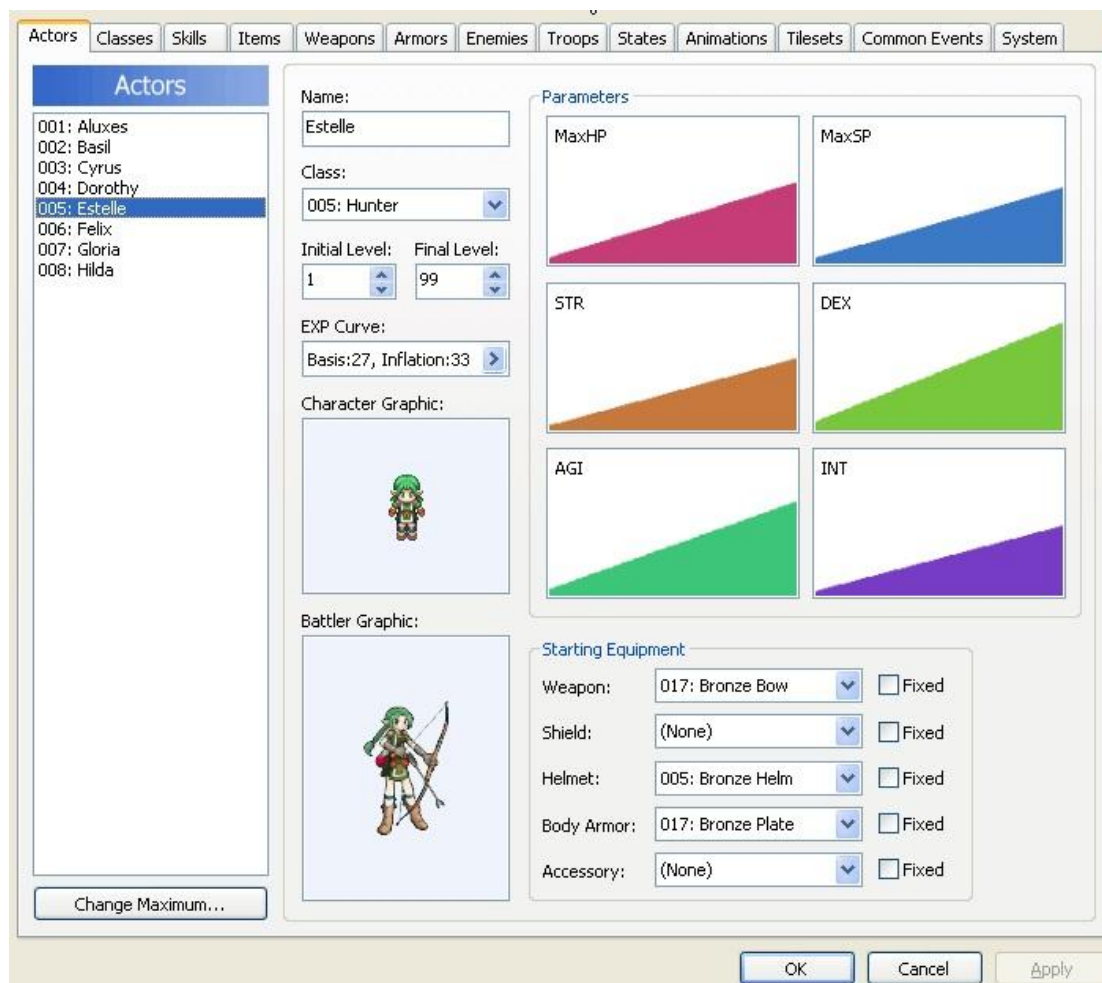 Actors Classes Skills Items Weapons Armors Enemies Troops States Animations Tilesets Common Events System
Actors
001: Aluxes
002: Basil
003: Cyrus
004: Dorothy
005: Estelle
006: Felix
007: Gloria
008: Hilda
Change Maximum...
Name:
Estelle
Class:
005: Hunter
Initial Level: Final Level:
1 99
EXP Curve:
Basis:27, Inflation:33
Character Graphic:
Battler Graphic:
Parameters
MaxHP MaxSP
STR DEX
AGI INT
Starting Equipment
Weapon: 017: Bronze Bow Fixed
Shield: (None) Fixed
Helmet: 005: Bronze Helm Fixed
Body Armor: 017: Bronze Plate Fixed
Accessory: (None) Fixed
OK Cancel Apply